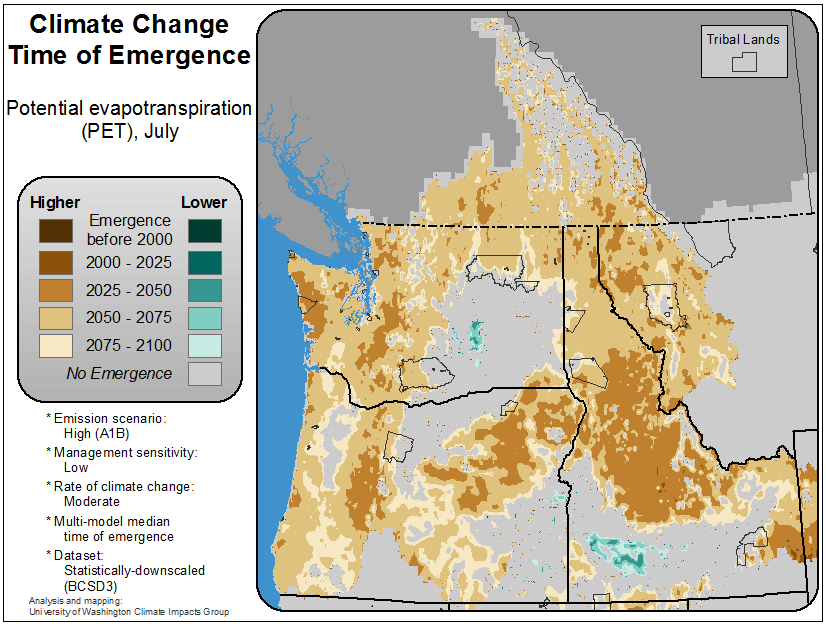 Climate Change
Time of Emergence
Potential evapotranspiration
(PET), July
Higher Lower
Emergence
before 2000
2000 - 2025
2025 - 2050
2050 - 2075
2075 - 2100
No Emergence
* Emission scenario:
High (A1B)
* Management sensitivity:
Low
* Rate of climate change:
Moderate
* Multi-model median
time of emergence
* Dataset:
Statistically-downscaled
(BCSD3)
Analysis and mapping:
University of Washington Climate Impacts Group
Tribal Lands